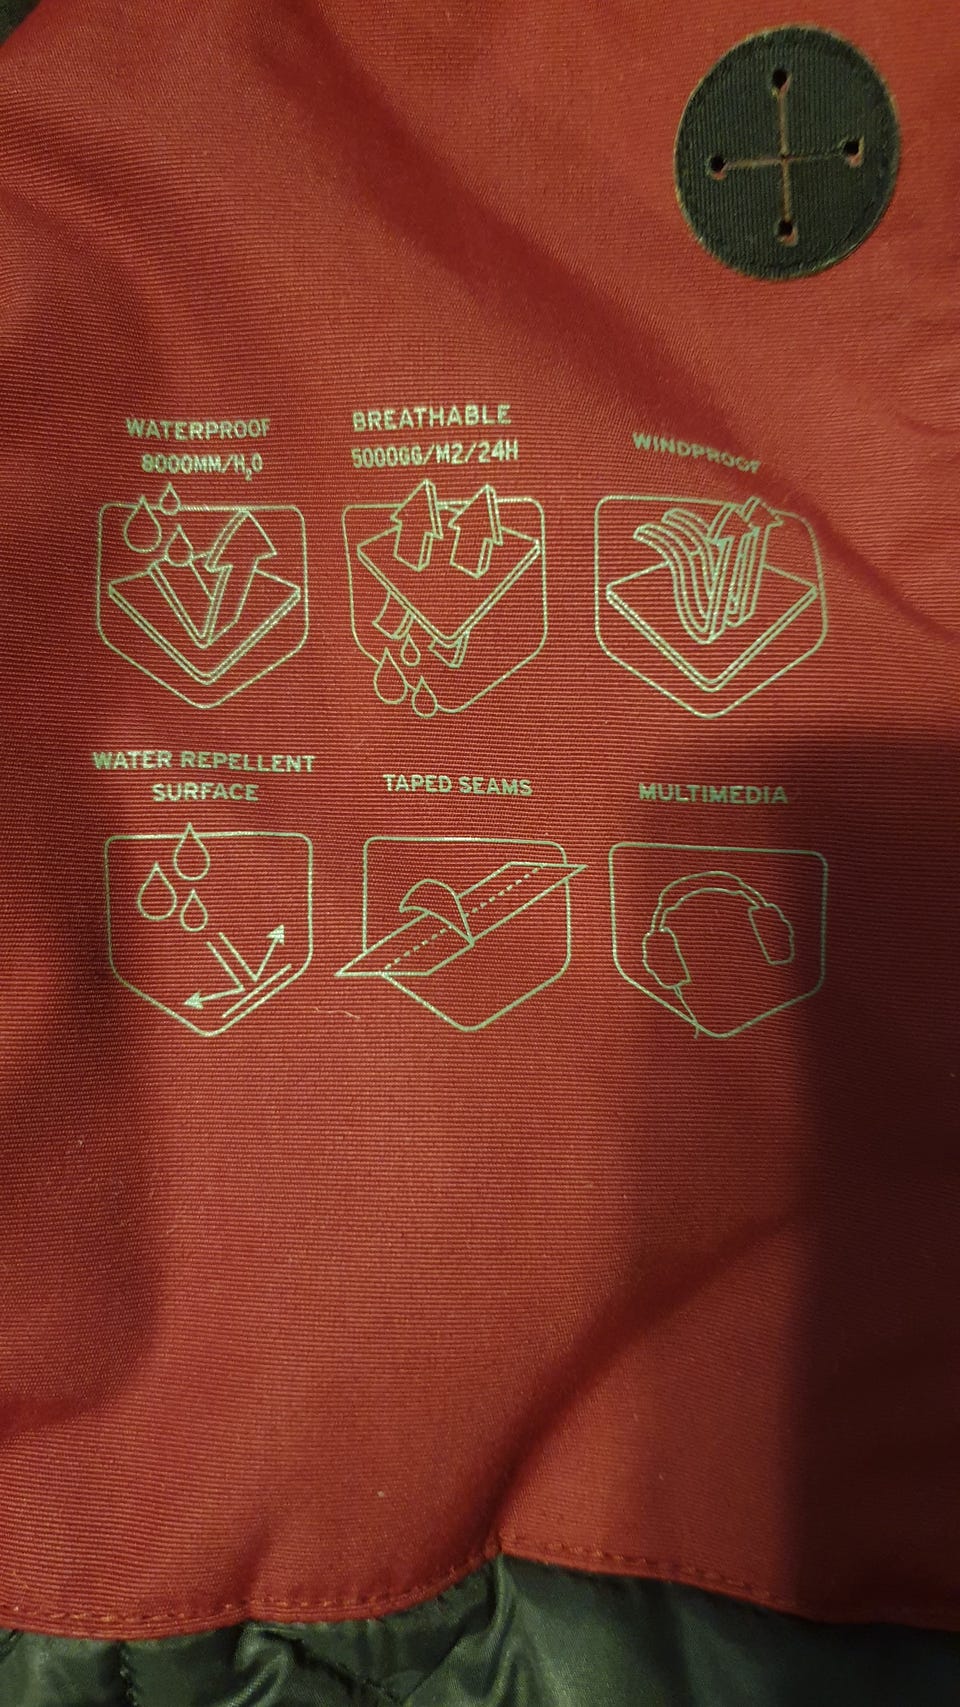 WATERPROOF
8000MM/H₂O
BREATHABLE
5000GG/M2/24H
WINDPROOF
WATER REPELLENT
SURFACE
TAPED SEAMS
MULTIMEDIA